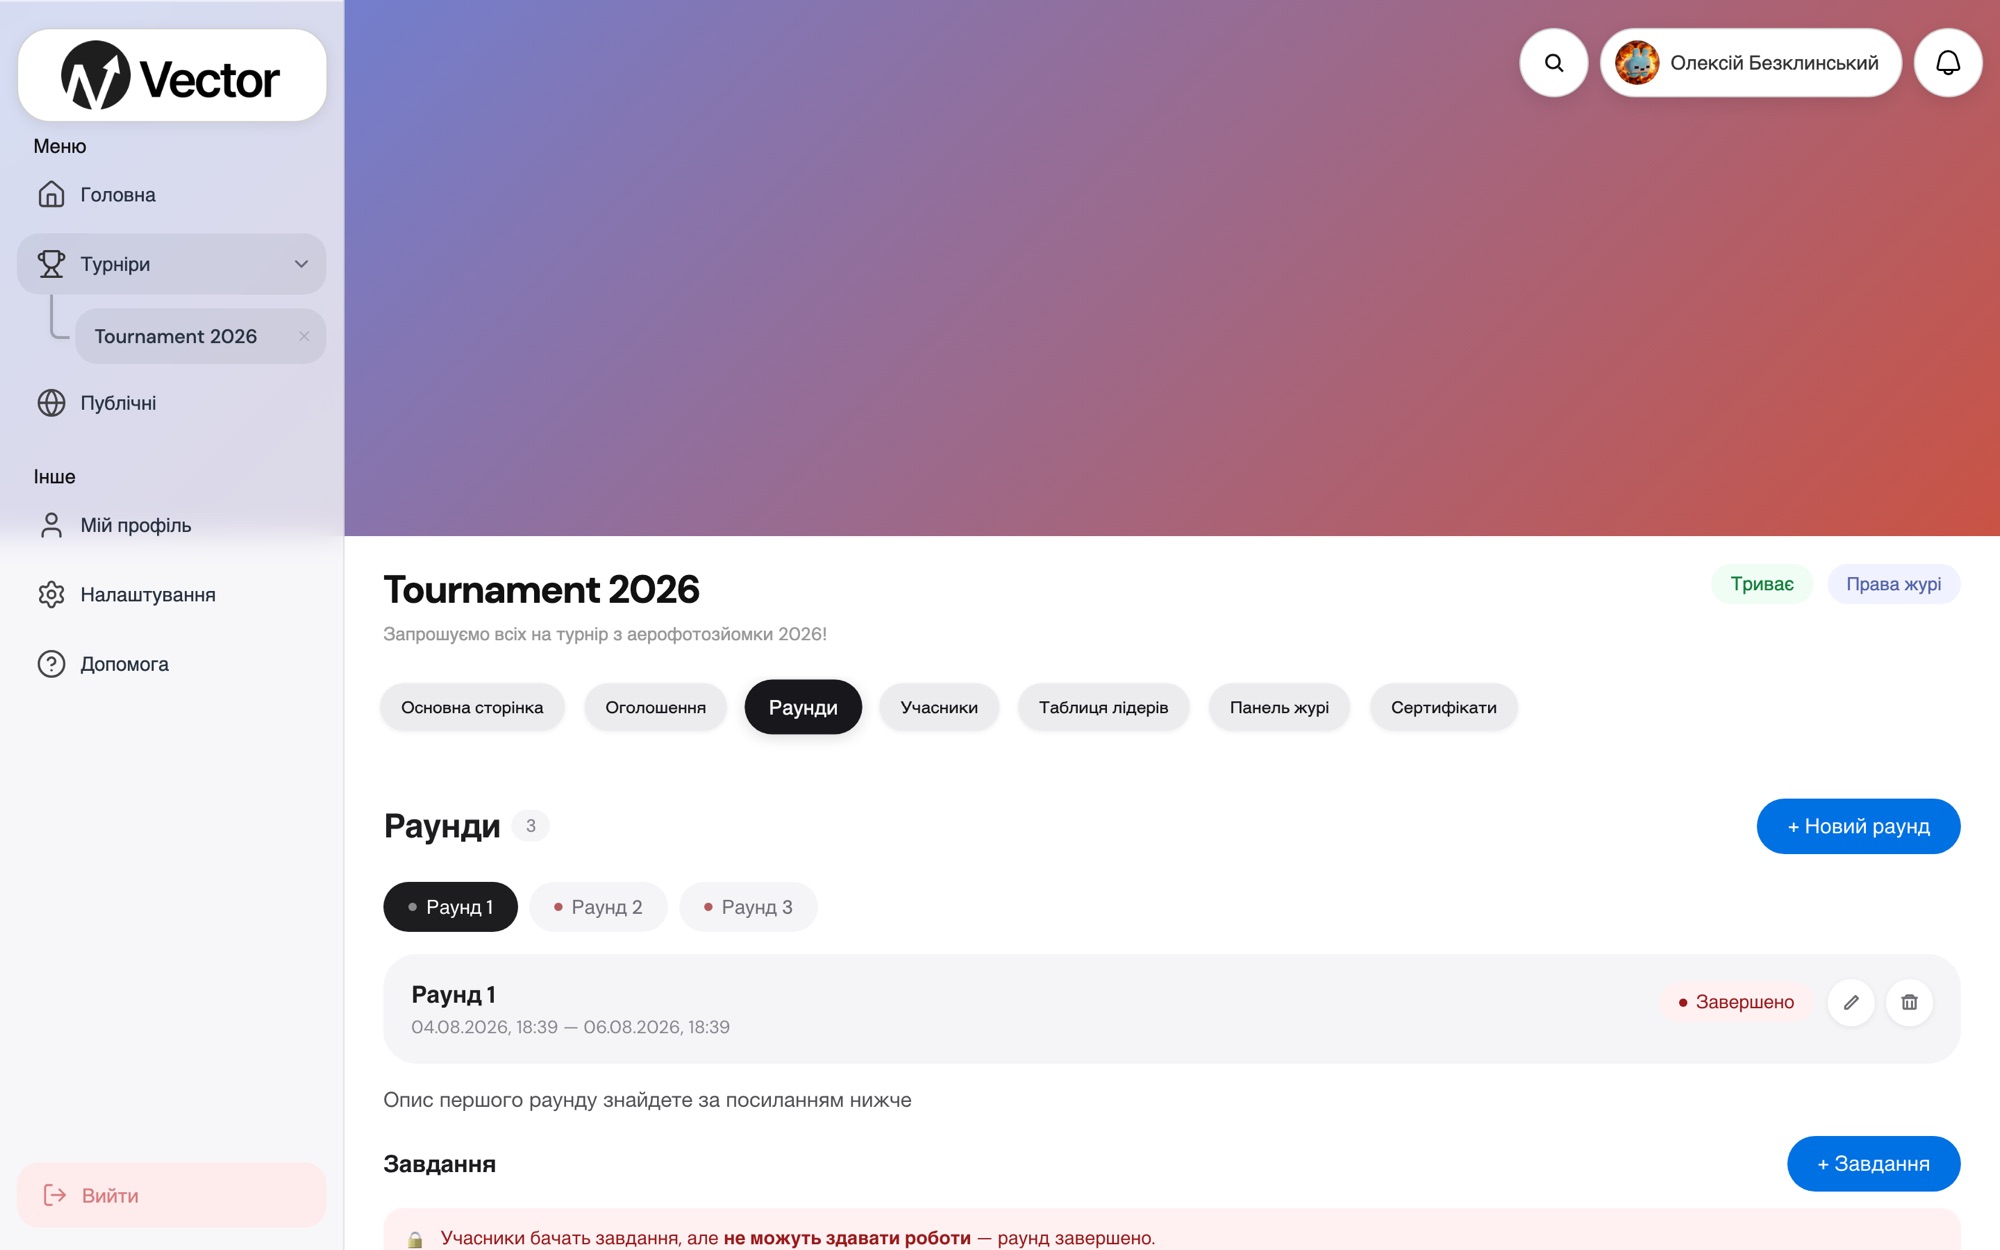 Vector
Меню
Головна
Турніри
Tournament 2026
Публічні
Інше
Мій профіль
Налаштування
Допомога
Вийти
Олексій Безклинський
Tournament 2026
Триває
Права журі
Запрошуємо всіх на турнір з аерофотозйомки 2026!
Основна сторінка
Оголошення
Раунди
Учасники
Таблиця лідерів
Панель журі
Сертифікати
Раунди 3
+ Новий раунд
Раунд 1
Раунд 2
Раунд 3
Раунд 1
04.08.2026, 18:39 — 06.08.2026, 18:39
Завершено
Опис першого раунду знайдете за посиланням нижче
Завдання
+ Завдання
Учасники бачать завдання, але не можуть здавати роботи — раунд завершено.